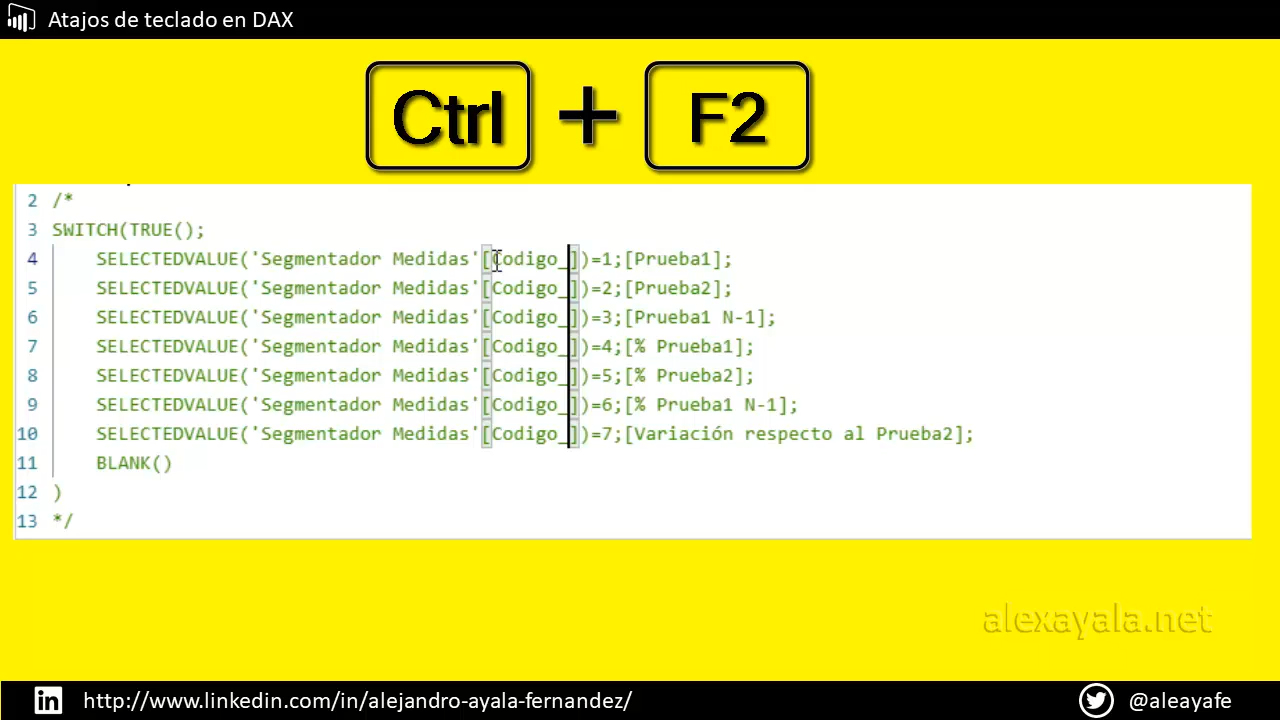 Atajos de teclado en DAX
Ctrl + F2
2 /*
3 SWITCH(TRUE();
4 SELECTEDVALUE('Segmentador Medidas'[Codigo_])=1;[Prueba1];
5 SELECTEDVALUE('Segmentador Medidas'[Codigo_])=2;[Prueba2];
6 SELECTEDVALUE('Segmentador Medidas'[Codigo_])=3;[Prueba1 N-1];
7 SELECTEDVALUE('Segmentador Medidas'[Codigo_])=4;[% Prueba1];
8 SELECTEDVALUE('Segmentador Medidas'[Codigo_])=5;[% Prueba2];
9 SELECTEDVALUE('Segmentador Medidas'[Codigo_])=6;[% Prueba1 N-1];
10 SELECTEDVALUE('Segmentador Medidas'[Codigo_])=7;[Variación respecto al Prueba2];
11 BLANK()
12 )
13 */
alexayala.net
in http://www.linkedin.com/in/alejandro-ayala-fernandez/
@aleayafe